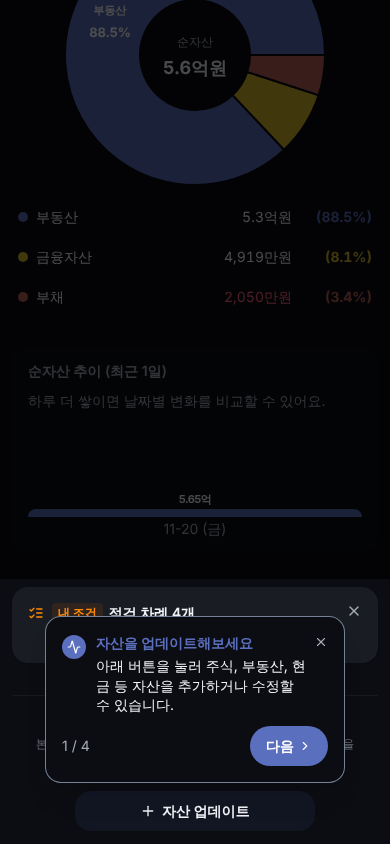 부동산
88.5%
순자산
5.6억원
부동산 5.3억원 (88.5%)
금융자산 4,919만원 (8.1%)
부채 2,050만원 (3.4%)
순자산 추이 (최근 1일)
하루 더 쌓이면 날짜별 변화를 비교할 수 있어요.
5.65억
11-20 (금)
내 조건 점검 차례 4개
자산을 업데이트해보세요
아래 버튼을 눌러 주식, 부동산, 현
금 등 자산을 추가하거나 수정할
수 있습니다.
1 / 4 다음
자산 업데이트